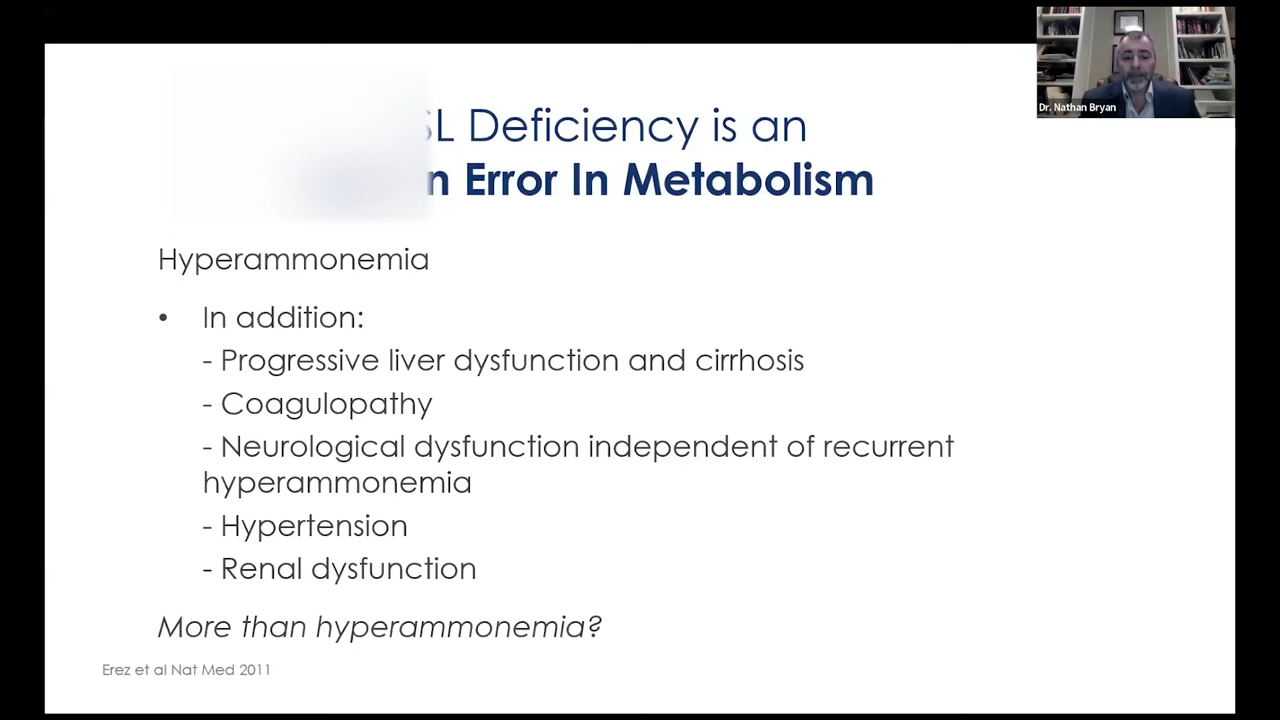 Deficiency is an
Error In Metabolism
Dr. Nathan Bryan
Hyperammonemia
• In addition:
- Progressive liver dysfunction and cirrhosis
- Coagulopathy
- Neurological dysfunction independent of recurrent
hyperammonemia
- Hypertension
- Renal dysfunction
More than hyperammonemia?
Erez et al Nat Med 2011